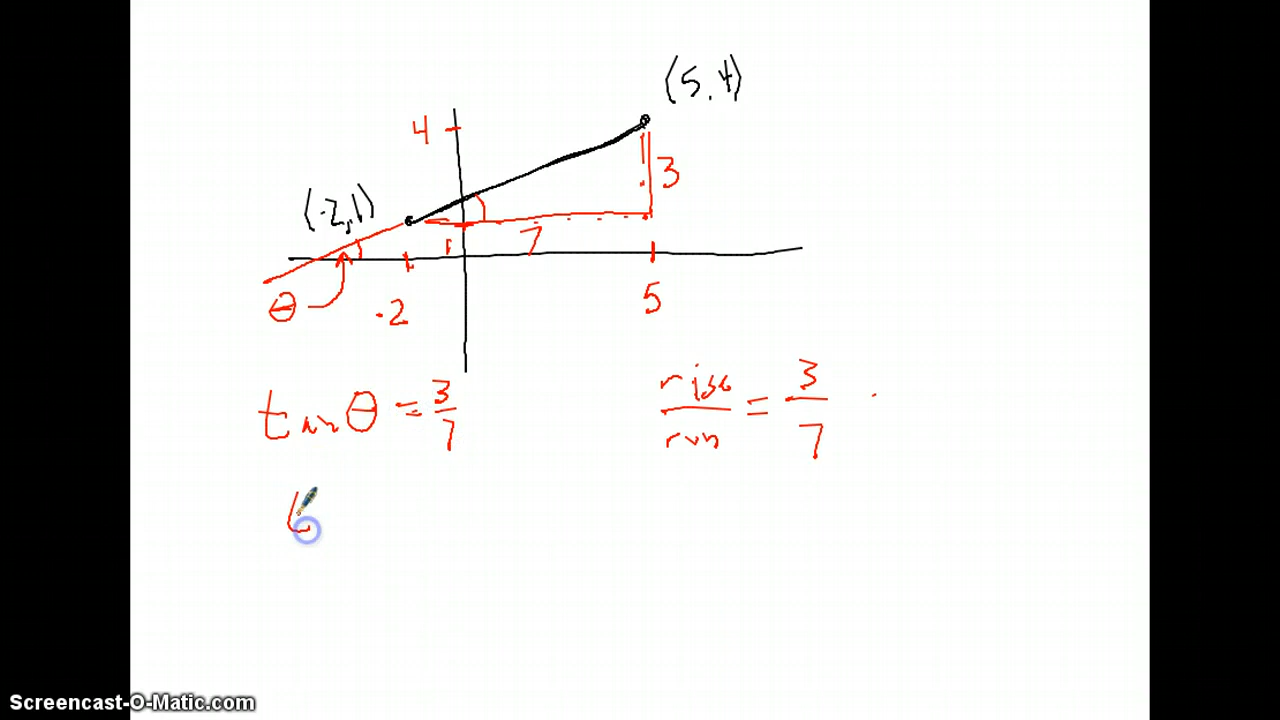 (5, 4)
4
3
(-2, 1)
1
7
θ
-2
5
tan θ = 3/7
rise/run = 3/7
Screencast-O-Matic.com